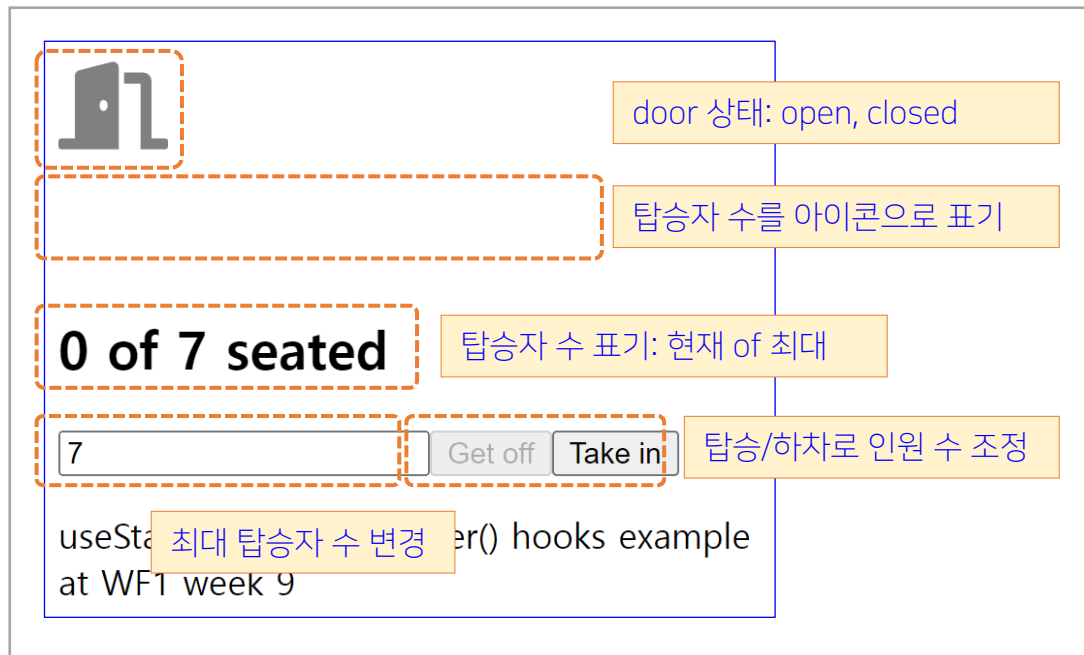 door 상태: open, closed
탑승자 수를 아이콘으로 표기
0 of 7 seated
탑승자 수 표기: 현재 of 최대
7
Get off
Take in
탑승/하차로 인원 수 조정
최대 탑승자 수 변경
hooks example
at WF1 week 9